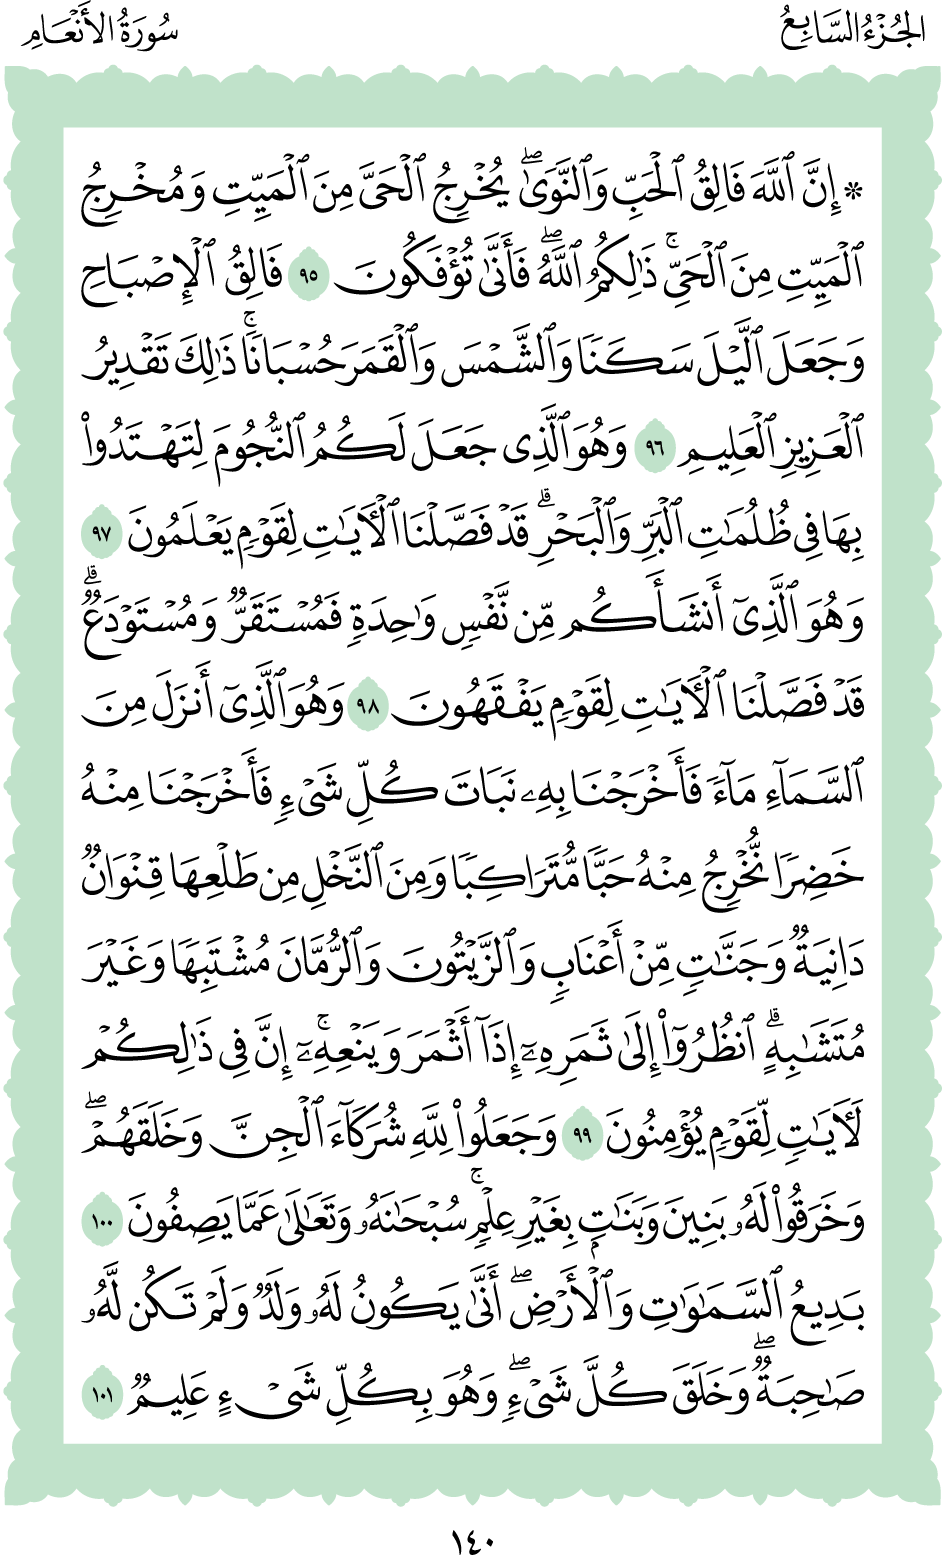 الجُزْءُ السَّابِعُ
سُورَةُ الأَنْعَامِ
۞ إِنَّ ٱللَّهَ فَالِقُ ٱلْحَبِّ وَٱلنَّوَىٰۖ يُخْرِجُ ٱلْحَيَّ مِنَ ٱلْمَيِّتِ وَمُخْرِجُ
ٱلْمَيِّتِ مِنَ ٱلْحَيِّۚ ذَٰلِكُمُ ٱللَّهُۖ فَأَنَّىٰ تُؤْفَكُونَ ٩٥ فَالِقُ ٱلْإِصْبَاحِ
وَجَعَلَ ٱلَّيْلَ سَكَنًا وَٱلشَّمْسَ وَٱلْقَمَرَ حُسْبَانًاۚ ذَٰلِكَ تَقْدِيرُ
ٱلْعَزِيزِ ٱلْعَلِيمِ ٩٦ وَهُوَ ٱلَّذِى جَعَلَ لَكُمُ ٱلنُّجُومَ لِتَهْتَدُوا۟
بِهَا فِى ظُلُمَٰتِ ٱلْبَرِّ وَٱلْبَحْرِۗ قَدْ فَصَّلْنَا ٱلْءَايَٰتِ لِقَوْمٍ يَعْلَمُونَ ٩٧
وَهُوَ ٱلَّذِىٓ أَنشَأَكُم مِّن نَّفْسٍ وَٰحِدَةٍ فَمُسْتَقَرٌّ وَمُسْتَوْدَعٌۗ
قَدْ فَصَّلْنَا ٱلْءَايَٰتِ لِقَوْمٍ يَفْقَهُونَ ٩٨ وَهُوَ ٱلَّذِىٓ أَنزَلَ مِنَ
ٱلسَّمَآءِ مَآءً فَأَخْرَجْنَا بِهِۦ نَبَاتَ كُلِّ شَىْءٍ فَأَخْرَجْنَا مِنْهُ
خَضِرًا نُّخْرِجُ مِنْهُ حَبًّا مُّتَرَاكِبًا وَمِنَ ٱلنَّخْلِ مِن طَلْعِهَا قِنْوَانٌ
دَانِيَةٌ وَجَنَّٰتٍ مِّنْ أَعْنَابٍ وَٱلزَّيْتُونَ وَٱلرُّمَّانَ مُشْتَبِهًا وَغَيْرَ
مُتَشَٰبِهٍۗ ٱنظُرُوٓا۟ إِلَىٰ ثَمَرِهِۦٓ إِذَآ أَثْمَرَ وَيَنْعِهِۦٓۚ إِنَّ فِى ذَٰلِكُمْ
لَءَايَٰتٍ لِّقَوْمٍ يُؤْمِنُونَ ٩٩ وَجَعَلُوا۟ لِلَّهِ شُرَكَآءَ ٱلْجِنَّ وَخَلَقَهُمْۖ
وَخَرَقُوا۟ لَهُۥ بَنِينَ وَبَنَٰتٍۭ بِغَيْرِ عِلْمٍۚ سُبْحَٰنَهُۥ وَتَعَٰلَىٰ عَمَّا يَصِفُونَ ١٠٠
بَدِيعُ ٱلسَّمَٰوَٰتِ وَٱلْأَرْضِۖ أَنَّىٰ يَكُونُ لَهُۥ وَلَدٌ وَلَمْ تَكُن لَّهُۥ
صَٰحِبَةٌۖ وَخَلَقَ كُلَّ شَىْءٍۖ وَهُوَ بِكُلِّ شَىْءٍ عَلِيمٌ ١٠١
١٤٠